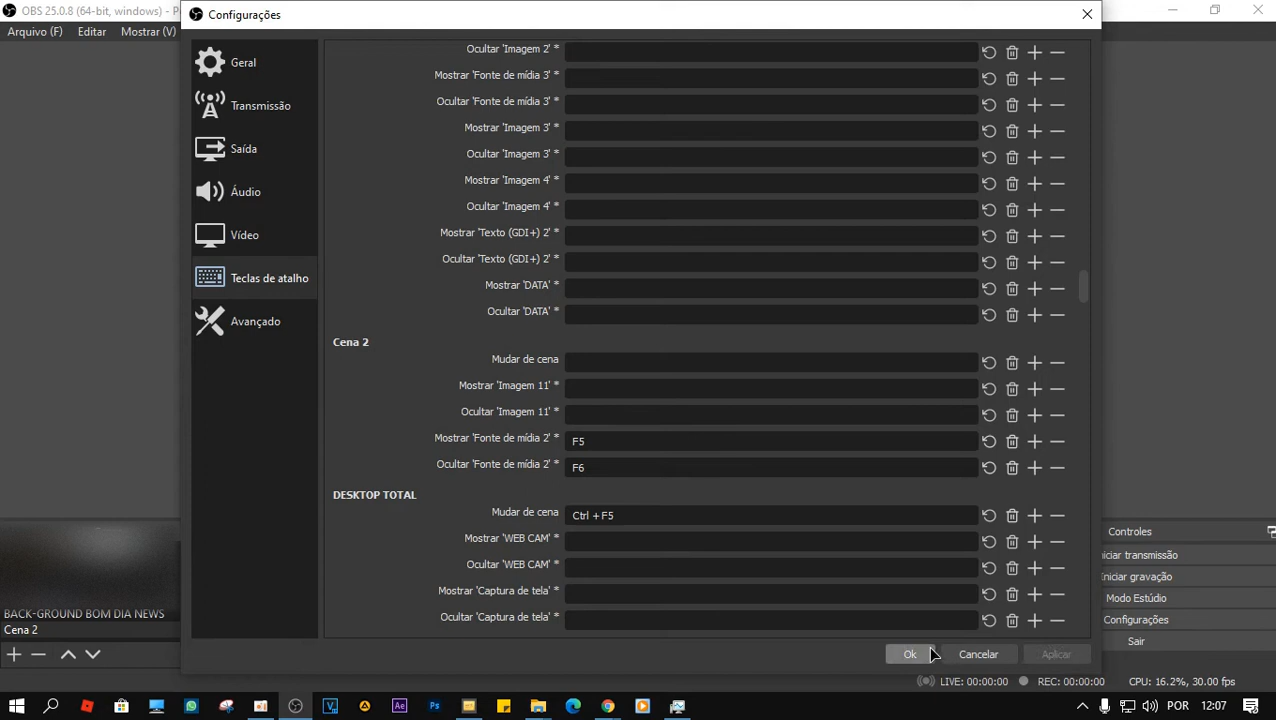 OBS 25.0.8 (64-bit, windows) - P
Configurações
Arquivo (F) Editar Mostrar (V)
Geral
Transmissão
Saída
Áudio
Vídeo
Teclas de atalho
Avançado
Ocultar 'Imagem 2' *
Mostrar 'Fonte de mídia 3' *
Ocultar 'Fonte de mídia 3' *
Mostrar 'Imagem 3' *
Ocultar 'Imagem 3' *
Mostrar 'Imagem 4' *
Ocultar 'Imagem 4' *
Mostrar 'Texto (GDI+) 2' *
Ocultar 'Texto (GDI+) 2' *
Mostrar 'DATA' *
Ocultar 'DATA' *
Cena 2
Mudar de cena
Mostrar 'Imagem 11' *
Ocultar 'Imagem 11' *
Mostrar 'Fonte de mídia 2' * F5
Ocultar 'Fonte de mídia 2' * F6
DESKTOP TOTAL
Mudar de cena Ctrl + F5
Mostrar 'WEB CAM' *
Ocultar 'WEB CAM' *
Mostrar 'Captura de tela' *
Ocultar 'Captura de tela' *
Ok Cancelar Aplicar
BACK-GROUND BOM DIA NEWS
Cena 2
Controles
niciar transmissão
Iniciar gravação
Modo Estúdio
Configurações
Sair
LIVE: 00:00:00 REC: 00:00:00 CPU: 16.2%, 30.00 fps
Ae Ps POR 12:07